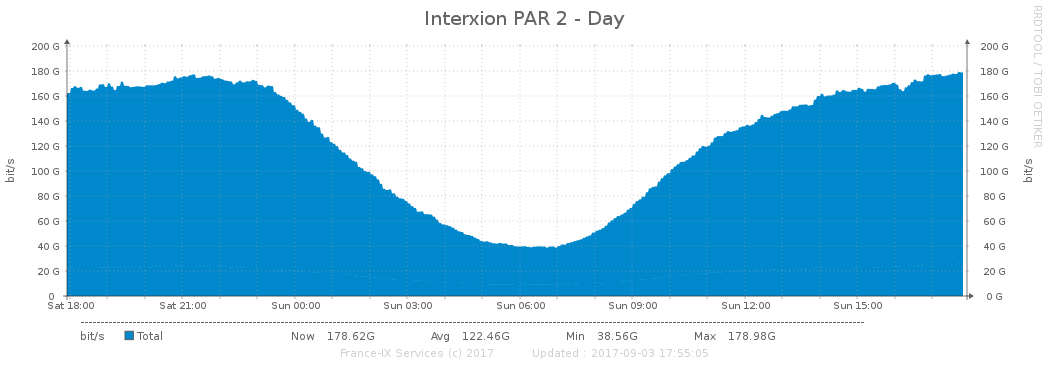 Interxion PAR 2 - Day
RRDTOOL / TOBI OETIKER
bit/s
200 G 200 G
180 G 180 G
160 G 160 G
140 G 140 G
120 G 120 G
100 G 100 G
80 G 80 G
60 G 60 G
40 G 40 G
20 G 20 G
0 0 G
bit/s
Sat 18:00 Sat 21:00 Sun 00:00 Sun 03:00 Sun 06:00 Sun 09:00 Sun 12:00 Sun 15:00
bit/s Total Now 178.62G Avg 122.46G Min 38.56G Max 178.98G
France-IX Services (c) 2017 Updated : 2017-09-03 17:55:05